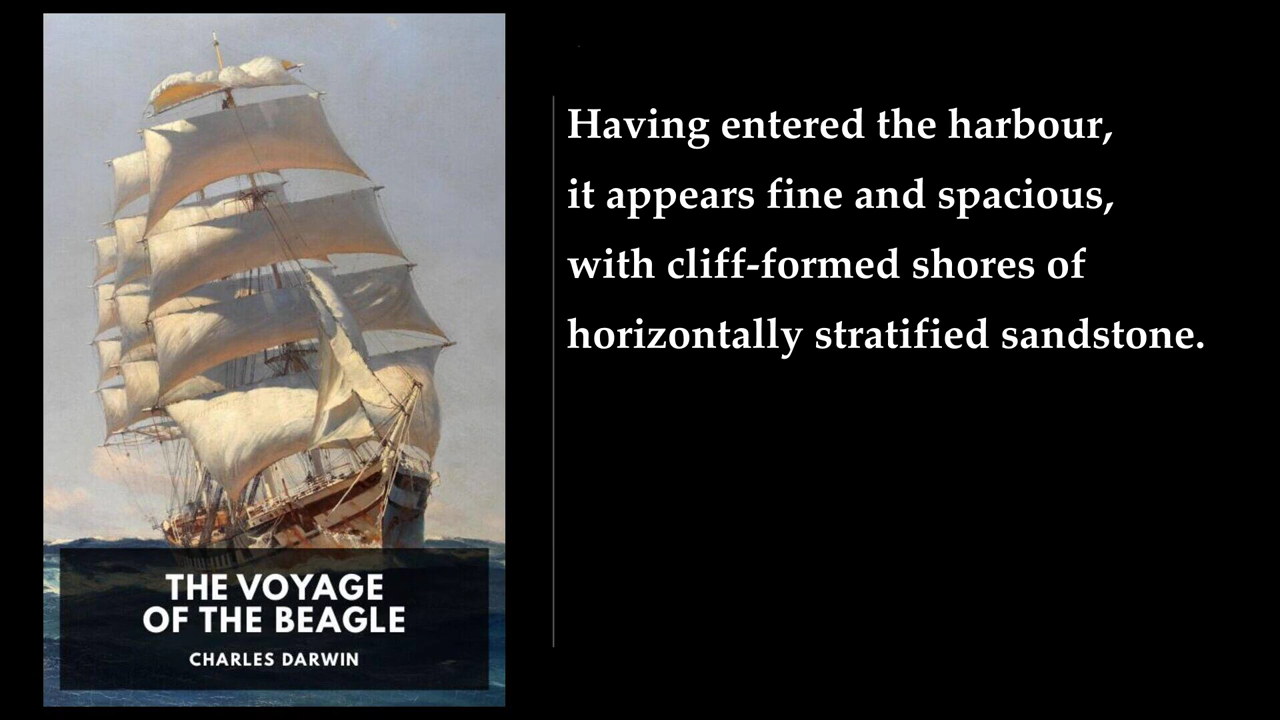 Having entered the harbour,
it appears fine and spacious,
with cliff-formed shores of
horizontally stratified sandstone.
THE VOYAGE
OF THE BEAGLE
CHARLES DARWIN